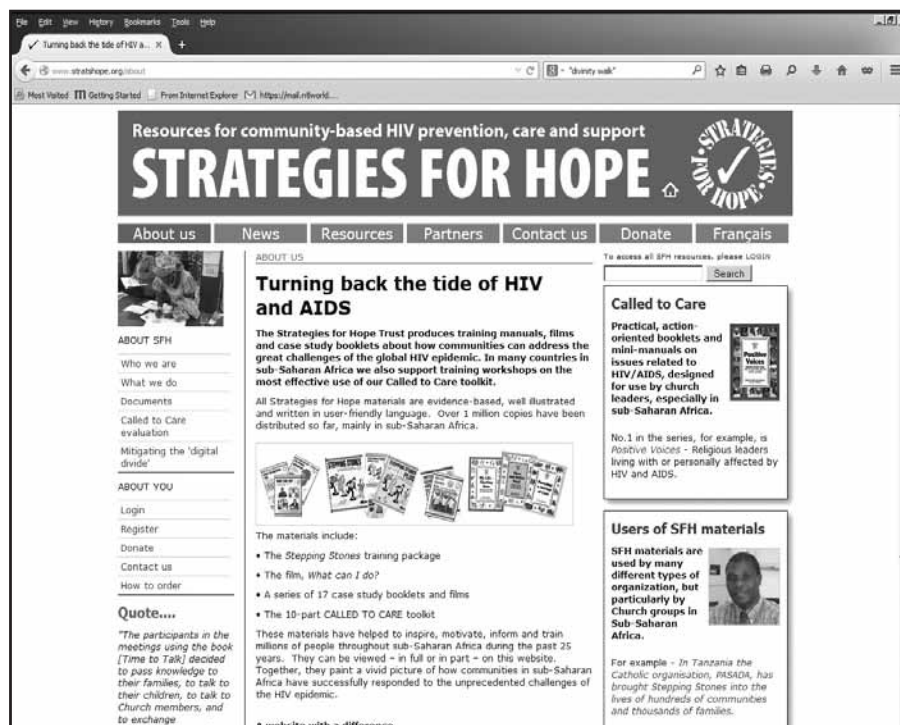 File Edit View History Bookmarks Tools Help
Turning back the tide of HIV a... × +
www.stratshope.org/about
"divinity walk"
Most Visited Getting Started From Internet Explorer https://mail.ntlworld....
Resources for community-based HIV prevention, care and support
STRATEGIES FOR HOPE
STRATEGIES FOR HOPE
About us News Resources Partners Contact us Donate Français
ABOUT SFH
Who we are
What we do
Documents
Called to Care
evaluation
Mitigating the 'digital
divide'
ABOUT YOU
Login
Register
Donate
Contact us
How to order
Quote....
"The participants in the
meetings using the book
[Time to Talk] decided
to pass knowledge to
their families, to talk to
their children, to talk to
Church members, and
to exchange
ABOUT US
Turning back the tide of HIV
and AIDS
The Strategies for Hope Trust produces training manuals, films
and case study booklets about how communities can address the
great challenges of the global HIV epidemic. In many countries in
sub-Saharan Africa we also support training workshops on the
most effective use of our Called to Care toolkit.
All Strategies for Hope materials are evidence-based, well illustrated
and written in user-friendly language. Over 1 million copies have been
distributed so far, mainly in sub-Saharan Africa.
STEPPING STONES
The materials include:
• The Stepping Stones training package
• The film, What can I do?
• A series of 17 case study booklets and films
• The 10-part CALLED TO CARE toolkit
These materials have helped to inspire, motivate, inform and train
millions of people throughout sub-Saharan Africa during the past 25
years. They can be viewed – in full or in part – on this website.
Together, they paint a vivid picture of how communities in sub-Saharan
Africa have successfully responded to the unprecedented challenges of
the HIV epidemic.
A website with a difference
To access all SFH resources, please LOGIN
Search
Called to Care
Practical, action-
oriented booklets and
mini-manuals on
issues related to
HIV/AIDS, designed
for use by church
leaders, especially in
sub-Saharan Africa.
Positive
Voices
No.1 in the series, for example, is
Positive Voices - Religious leaders
living with or personally affected by
HIV and AIDS.
Users of SFH materials
SFH materials are
used by many
different types of
organization, but
particularly by
Church groups in
Sub-Saharan
Africa.
For example - In Tanzania the
Catholic organisation, PASADA, has
brought Stepping Stones into the
lives of hundreds of communities
and thousands of families.